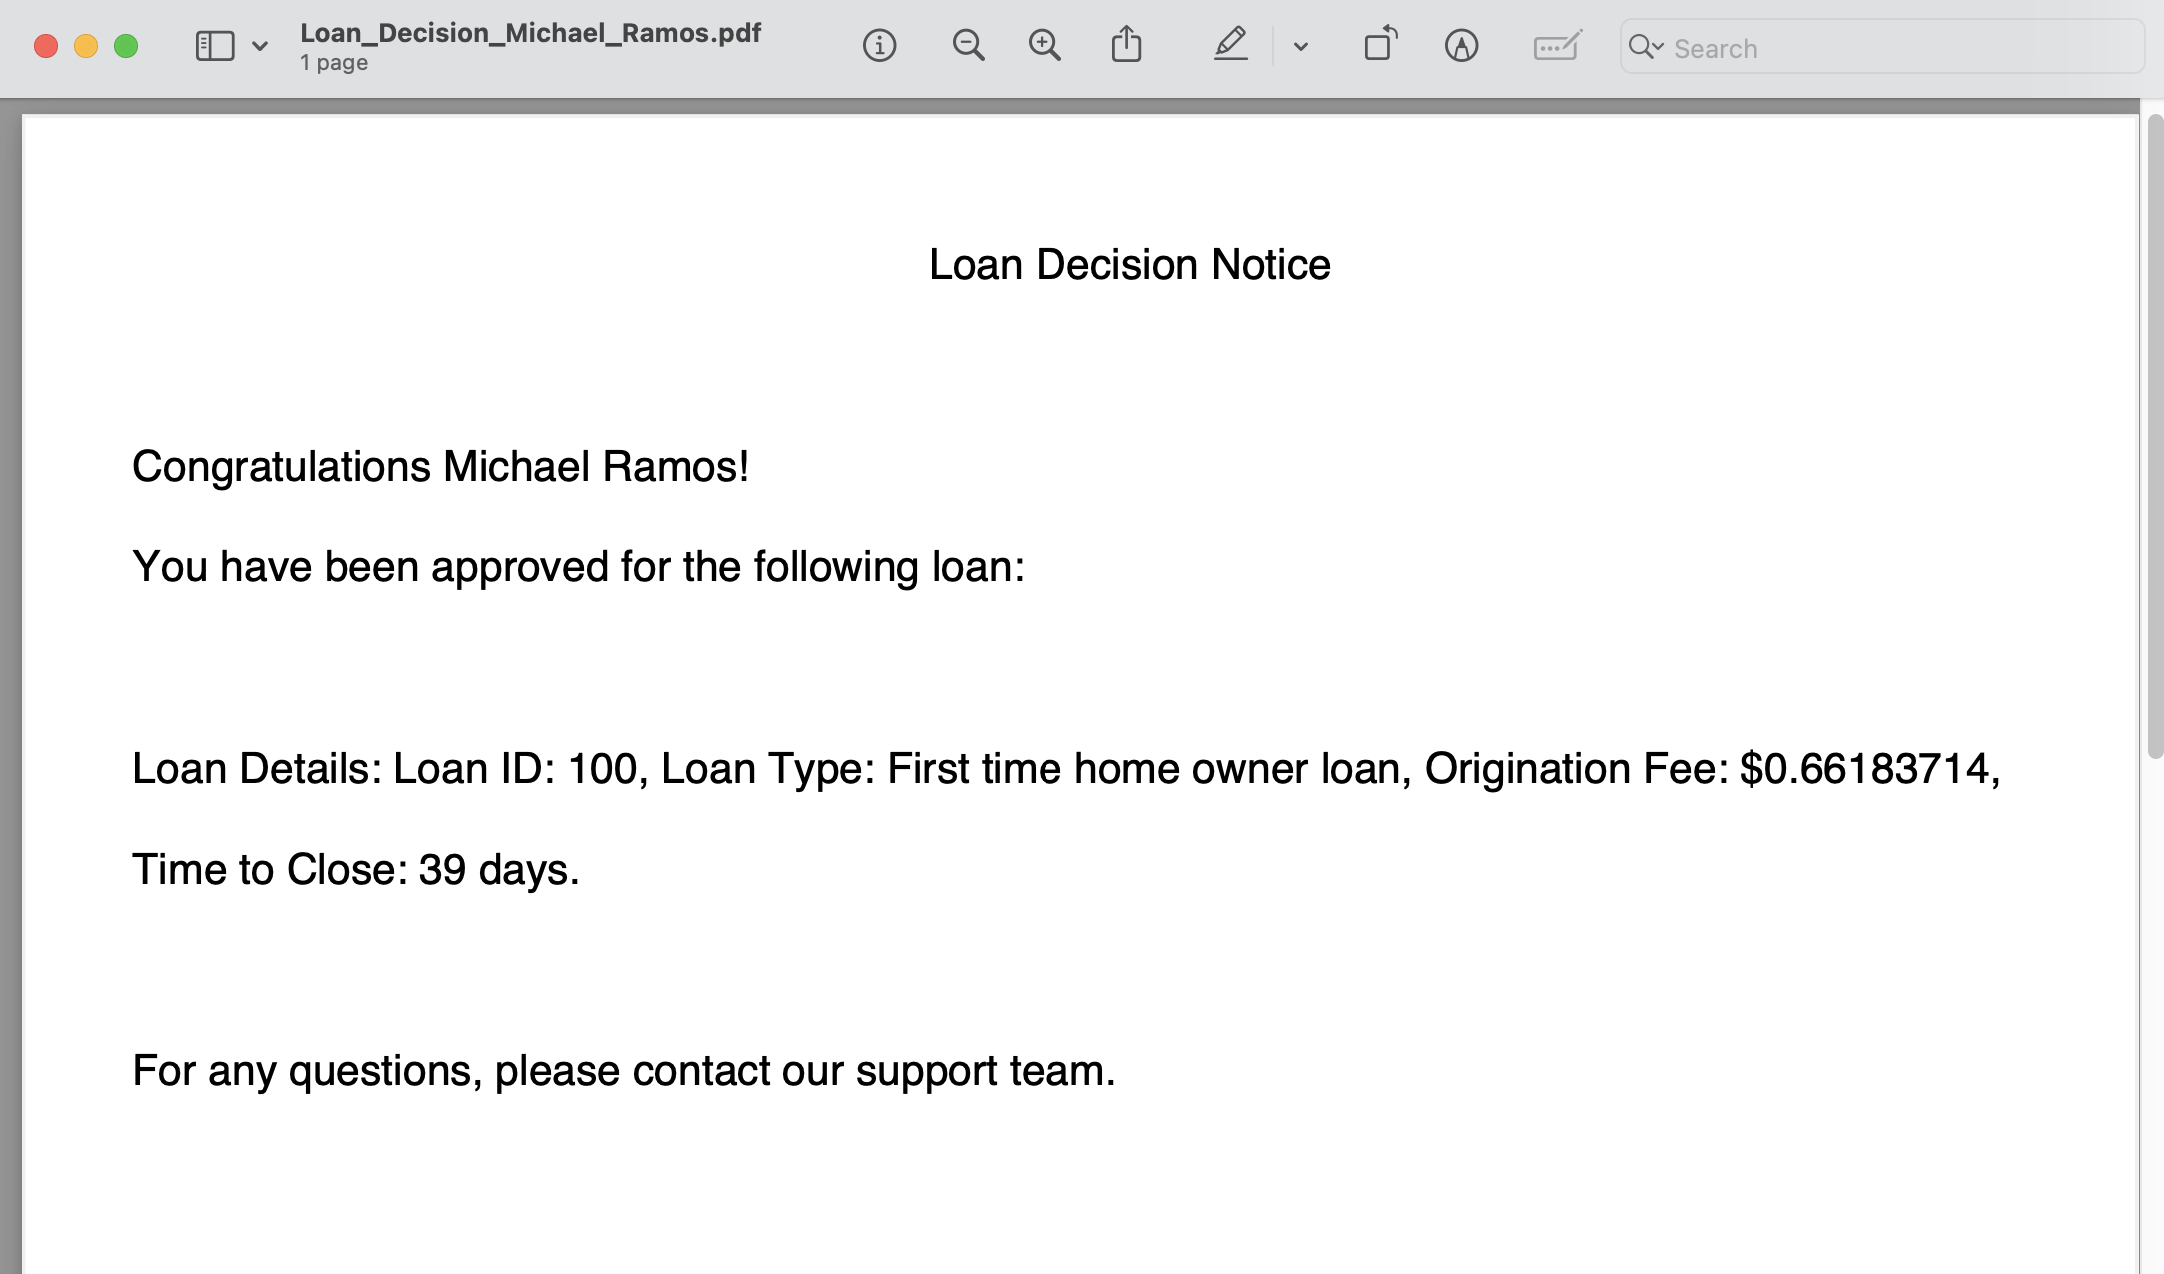 Loan_Decision_Michael_Ramos.pdf
1 page
Search
Loan Decision Notice
Congratulations Michael Ramos!
You have been approved for the following loan:
Loan Details: Loan ID: 100, Loan Type: First time home owner loan, Origination Fee: $0.66183714,
Time to Close: 39 days.
For any questions, please contact our support team.